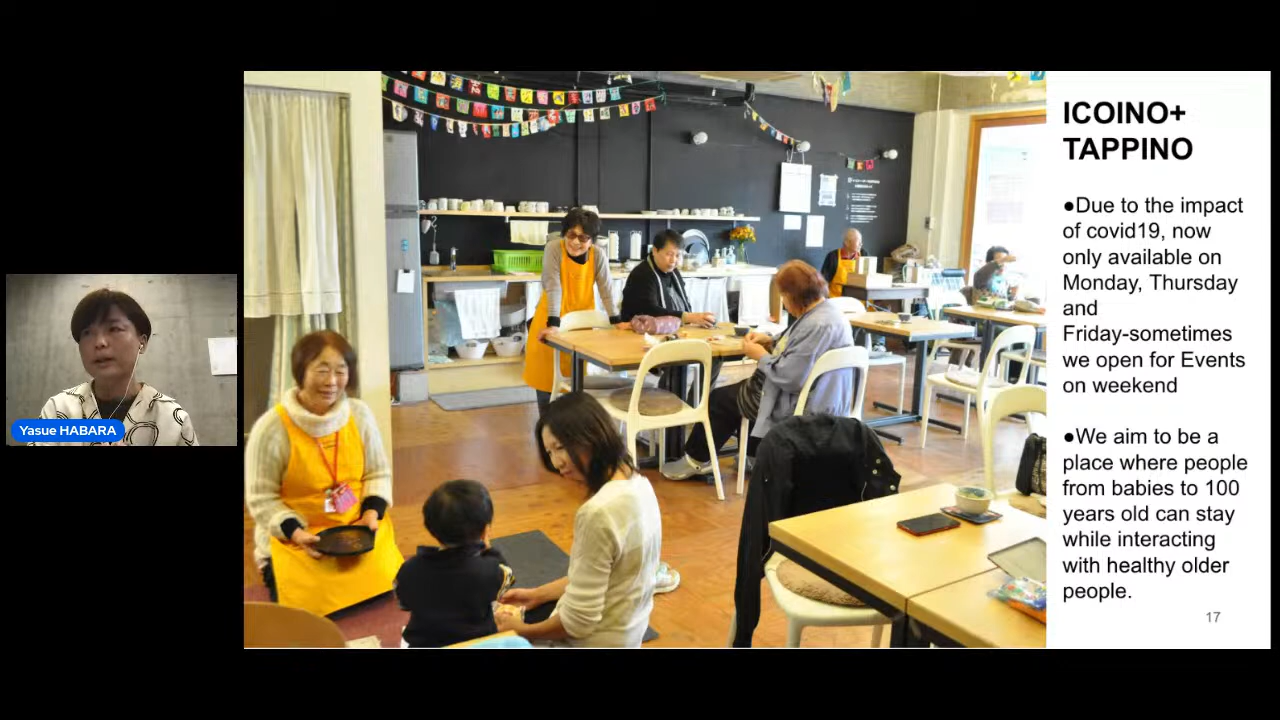 ICOINO+
TAPPINO
●Due to the impact
of covid19, now
only available on
Monday, Thursday
and
Friday-sometimes
we open for Events
on weekend
●We aim to be a
place where people
from babies to 100
years old can stay
while interacting
with healthy older
people.
17
Yasue HABARA